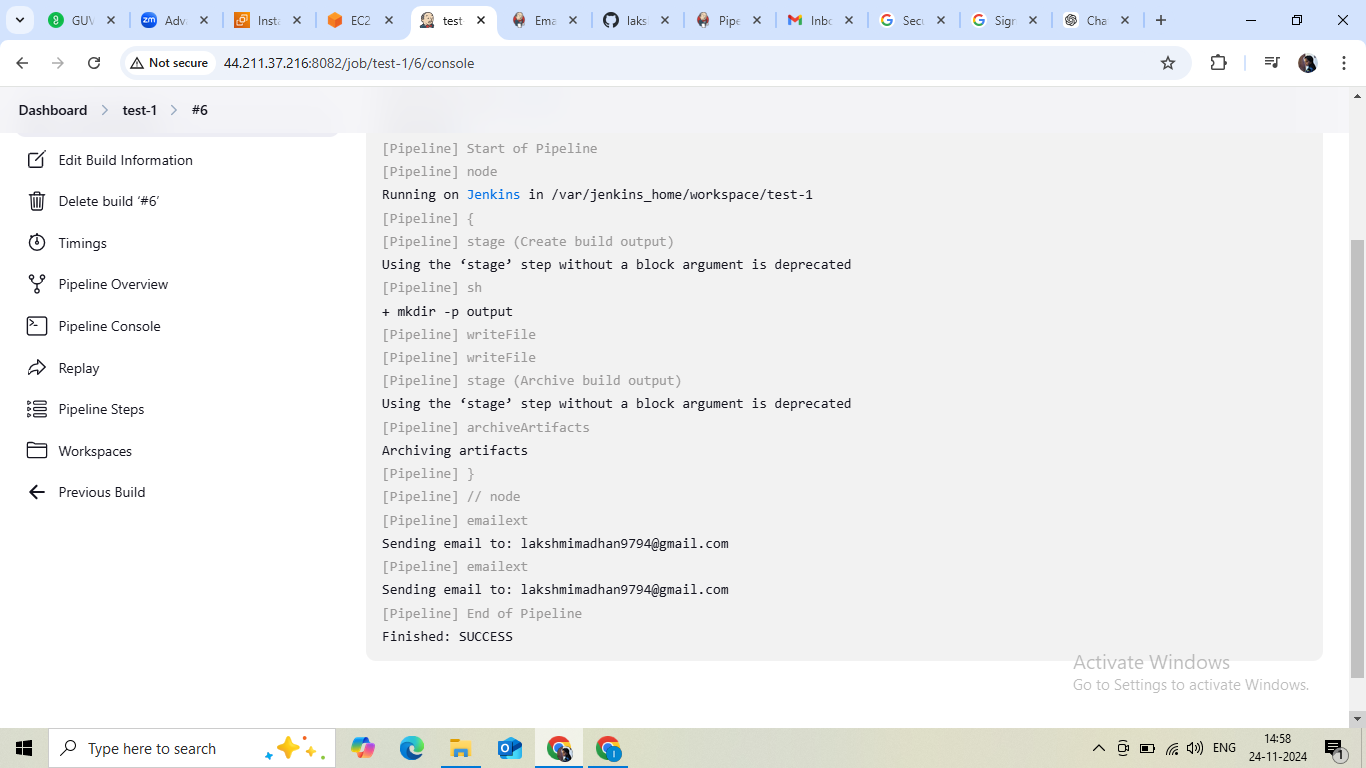 GUV
Adv
Inst
EC2
test
Ema
laks
Pipe
Inbo
Secu
Sign
Cha
Not secure
44.211.37.216:8082/job/test-1/6/console
Dashboard > test-1 > #6
Edit Build Information
Delete build ‘#6’
Timings
Pipeline Overview
Pipeline Console
Replay
Pipeline Steps
Workspaces
Previous Build
[Pipeline] Start of Pipeline
[Pipeline] node
Running on Jenkins in /var/jenkins_home/workspace/test-1
[Pipeline] {
[Pipeline] stage (Create build output)
Using the ‘stage’ step without a block argument is deprecated
[Pipeline] sh
+ mkdir -p output
[Pipeline] writeFile
[Pipeline] writeFile
[Pipeline] stage (Archive build output)
Using the ‘stage’ step without a block argument is deprecated
[Pipeline] archiveArtifacts
Archiving artifacts
[Pipeline] }
[Pipeline] // node
[Pipeline] emailext
Sending email to: lakshmimadhan9794@gmail.com
[Pipeline] emailext
Sending email to: lakshmimadhan9794@gmail.com
[Pipeline] End of Pipeline
Finished: SUCCESS
Activate Windows
Go to Settings to activate Windows.
Type here to search
ENG
14:58
24-11-2024
1